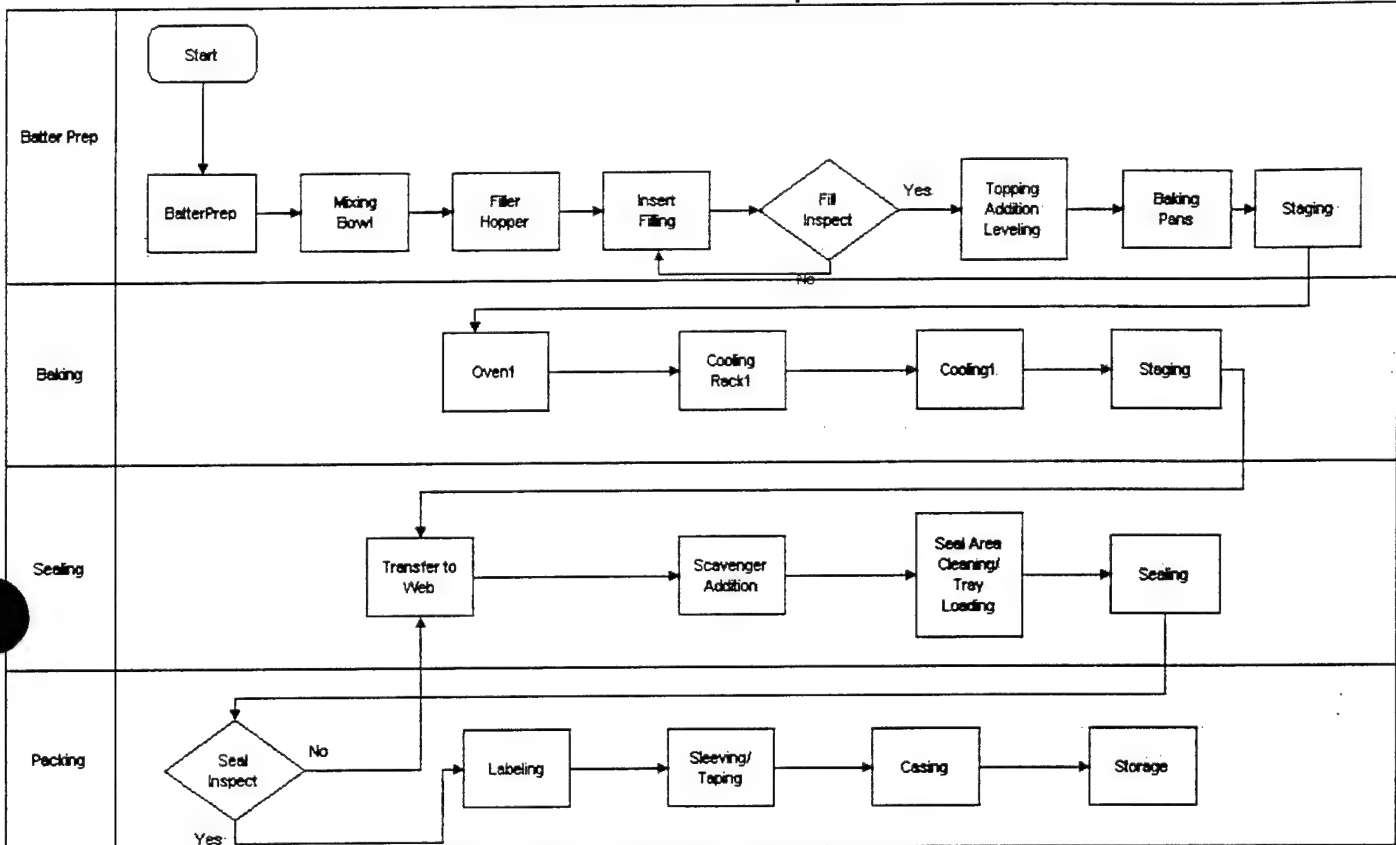 Start
Batter Prep
BatterPrep
Mixing
Bowl
Filler
Hopper
Insert
Filling
Fill
Inspect
Yes
No
Topping
Addition
Leveling
Baking
Pans
Staging
Baking
Oven1
Cooling
Rack1
Cooling1
Staging
Sealing
Transfer to
Web
Scavenger
Addition
Seal Area
Cleaning/
Tray
Loading
Sealing
Packing
Seal
Inspect
No
Yes
Labeling
Sleeving/
Taping
Casing
Storage